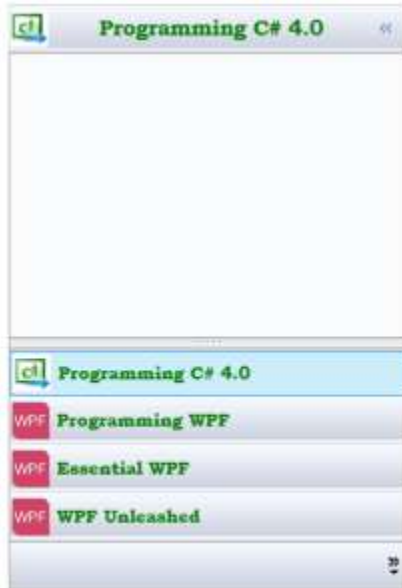 c# Programming C# 4.0 «
c# Programming C# 4.0
WPF Programming WPF
WPF Essential WPF
WPF WPF Unleashed